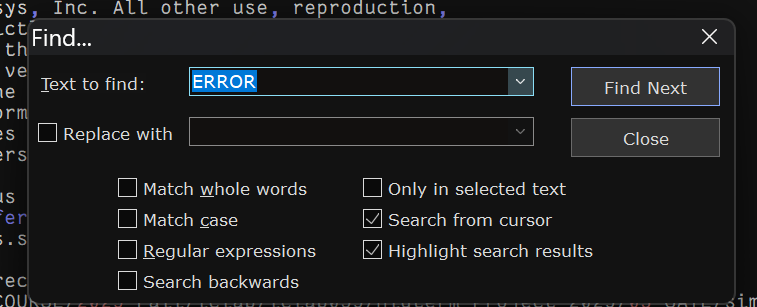 sys, Inc. All other use, reproduction,
Find...
Text to find:
ERROR
Find Next
Replace with
Close
Match whole words
Only in selected text
Match case
Search from cursor
Regular expressions
Highlight search results
Search backwards